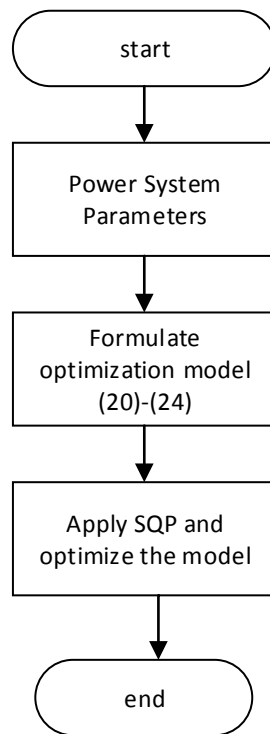 start
Power System
Parameters
Formulate
optimization model
(20)-(24)
Apply SQP and
optimize the model
end